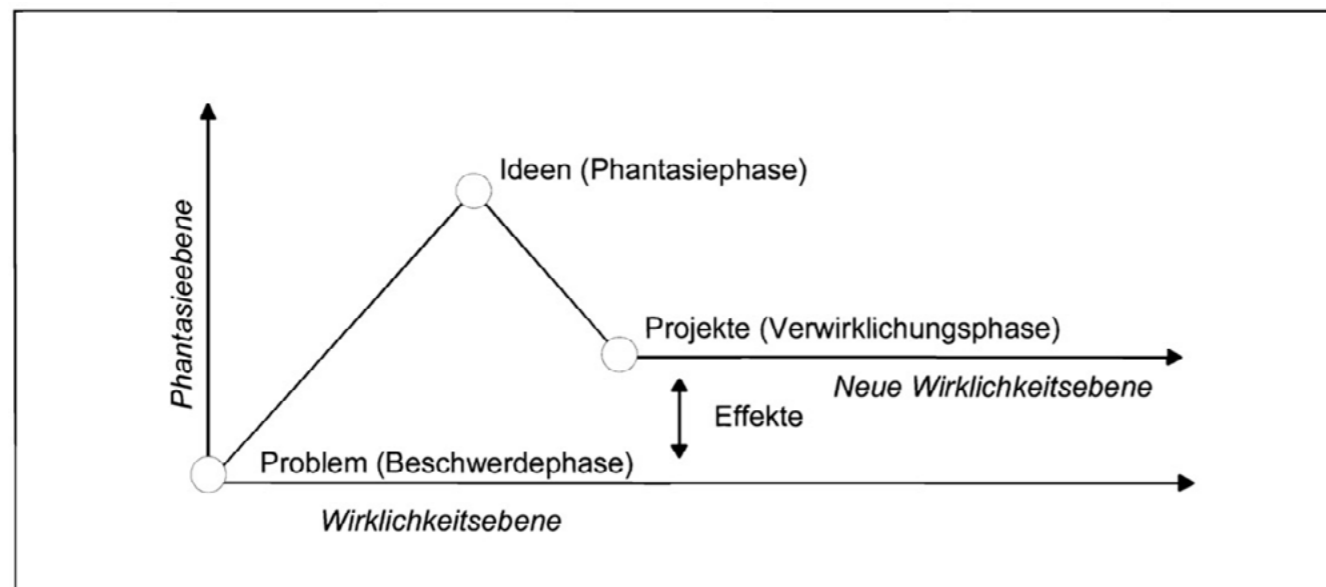 Ideen (Phantasiephase)
Phantasieebene
Projekte (Verwirklichungsphase)
Neue Wirklichkeitsebene
Effekte
Problem (Beschwerdephase)
Wirklichkeitsebene